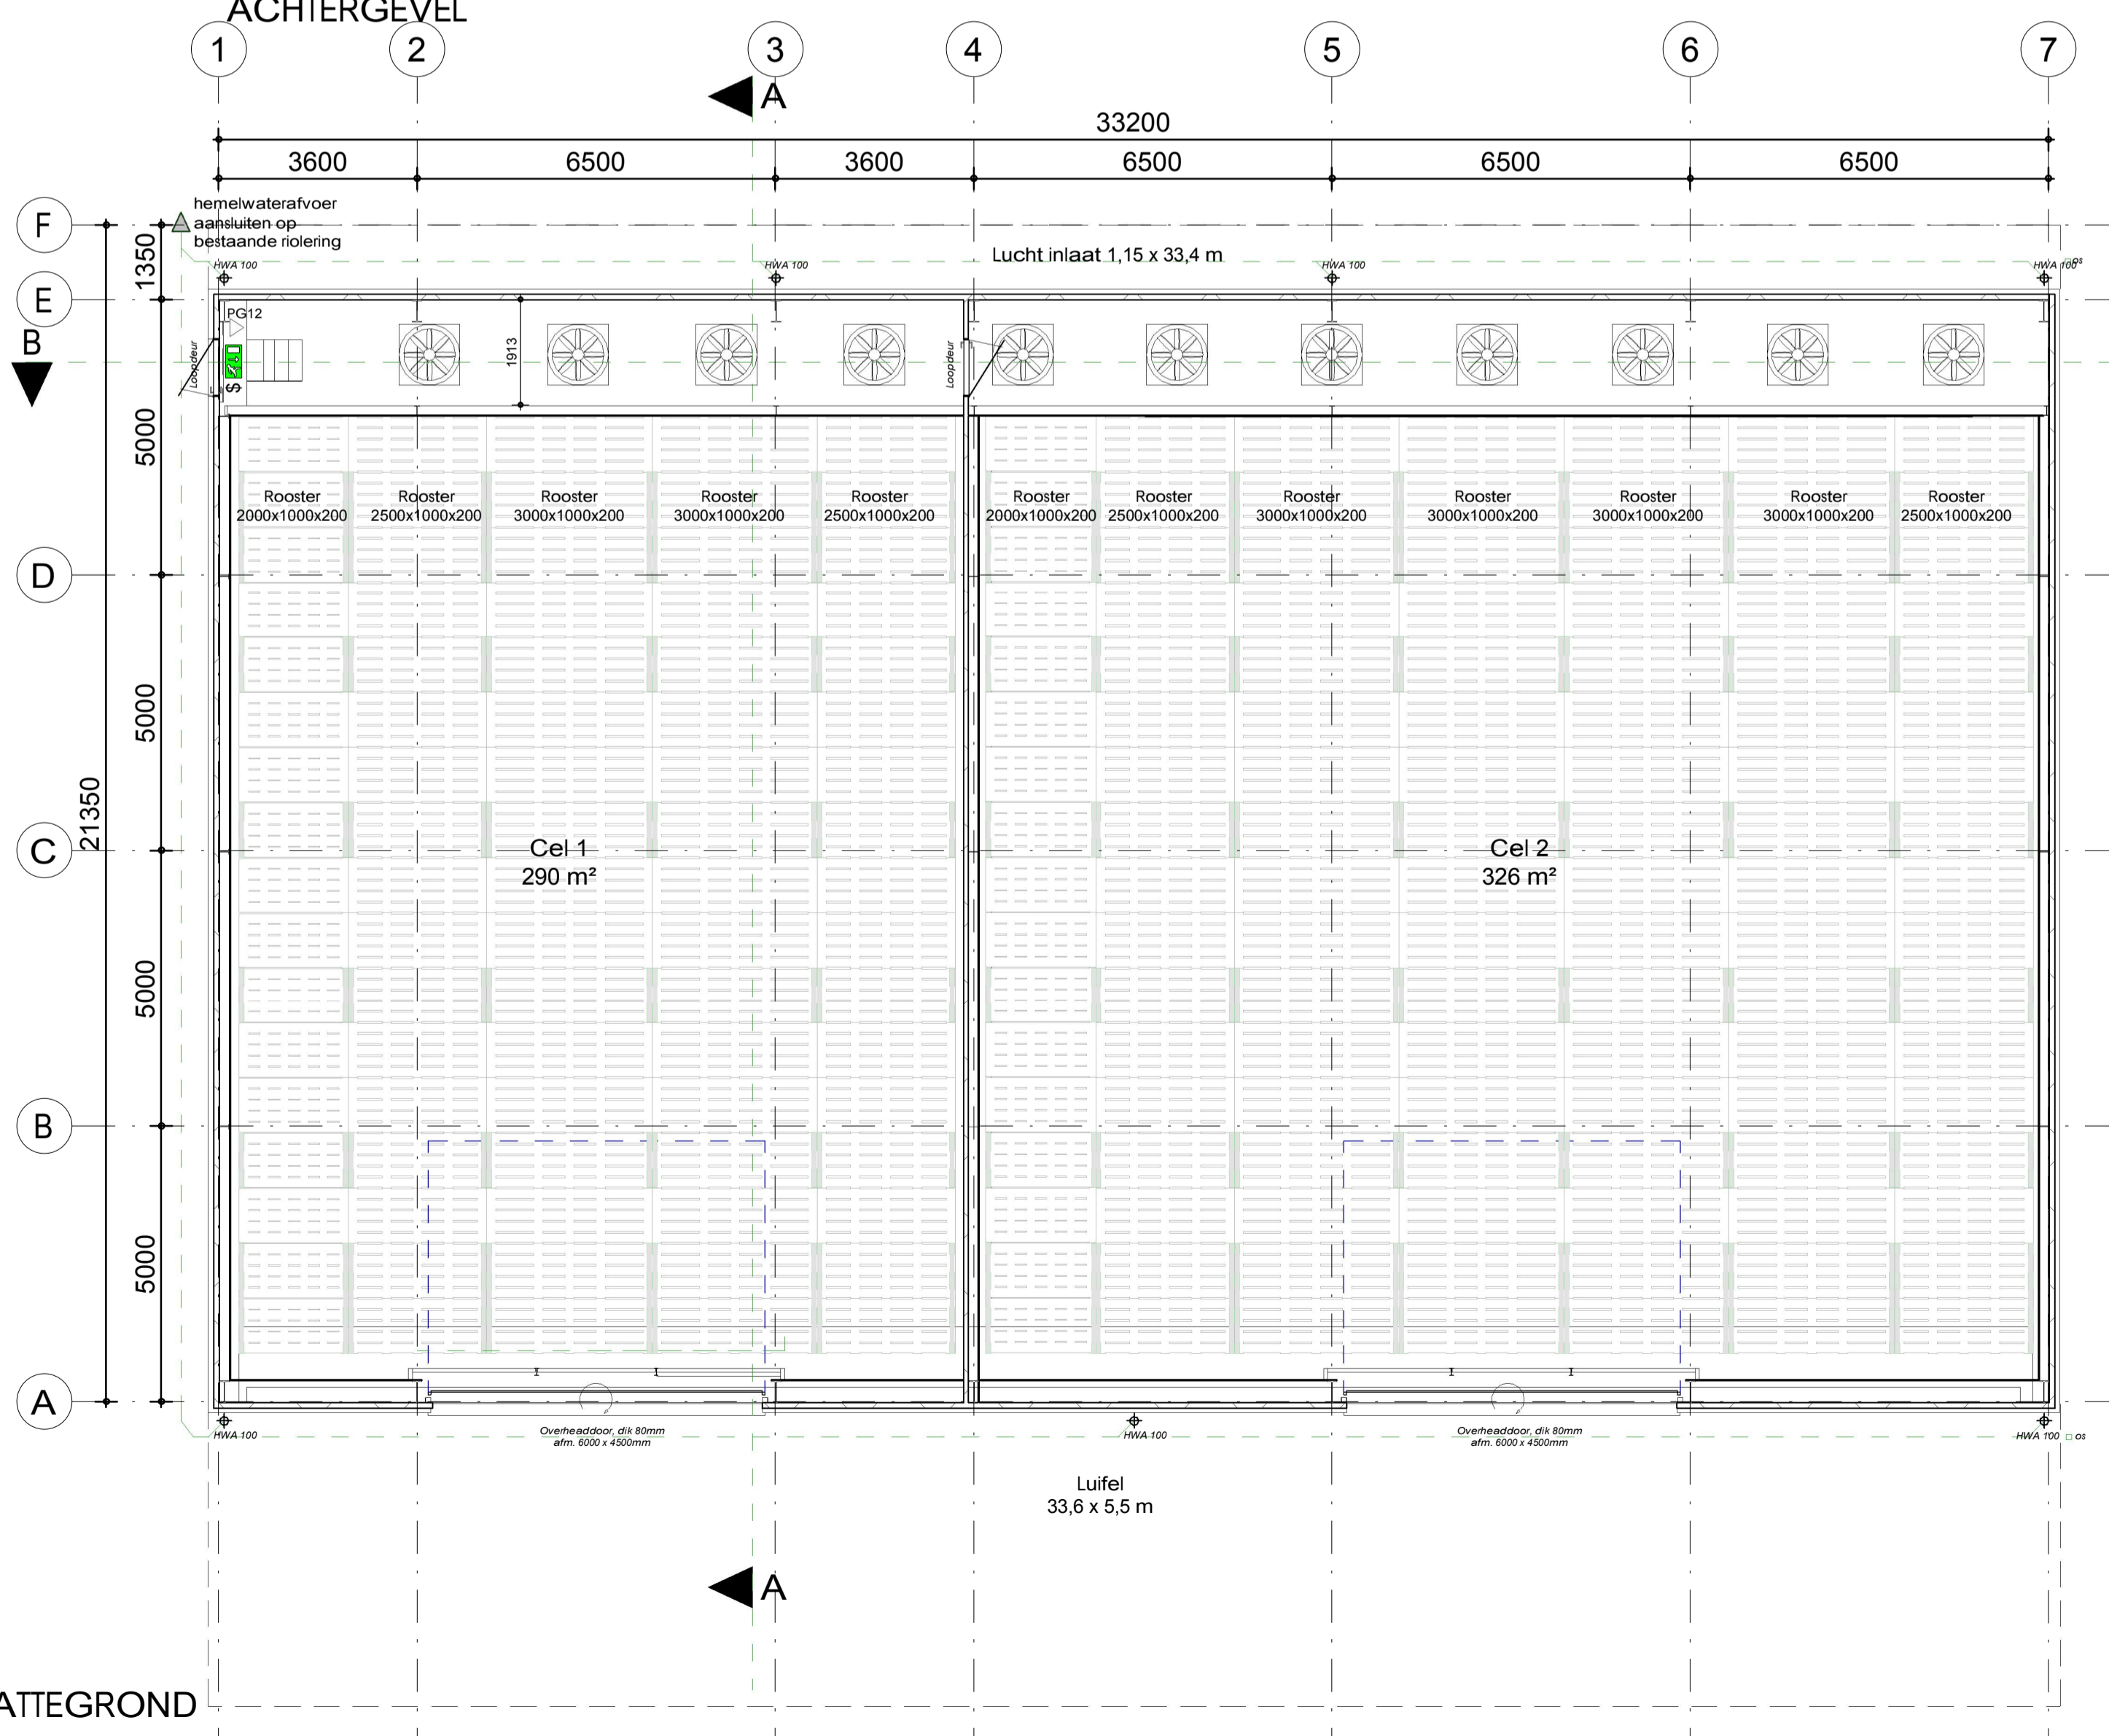 ACHTERGEVEL
1 2 3 4 5 6 7
A
33200
3600 6500 3600 6500 6500 6500
F
hemelwaterafvoer
aansluiten op
bestaande riolering
1350
Lucht inlaat 1,15 x 33,4 m
HWA 100 HWA 100 HWA 100 HWA 100 os
E
PG12
B
Loopdeur 1913 Loopdeur
$
5000
Rooster Rooster Rooster Rooster Rooster Rooster Rooster Rooster Rooster Rooster Rooster Rooster
2000x1000x200 2500x1000x200 3000x1000x200 3000x1000x200 2500x1000x200 2000x1000x200 2500x1000x200 3000x1000x200 3000x1000x200 3000x1000x200 3000x1000x200 2500x1000x200
D
5000
21350
C
Cel 1 Cel 2
290 m² 326 m²
5000
B
5000
A
HWA 100 Overheaddoor, dik 80mm HWA 100 Overheaddoor, dik 80mm HWA 100 os
afm. 6000 x 4500mm afm. 6000 x 4500mm
Luifel
33,6 x 5,5 m
A
ATTEGROND